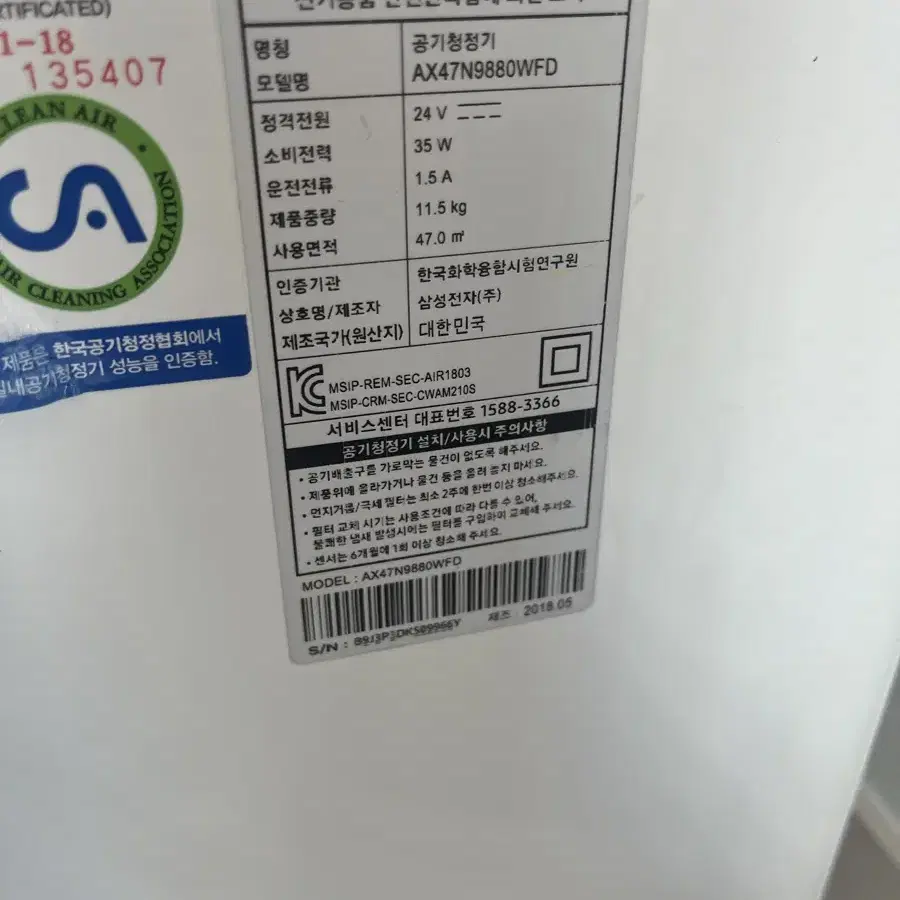 RTIFICATED)
1-18
135407
CLEAN AIR
CA
AIR CLEANING ASSOCIATION
제품은 한국공기청정협회에서
실내공기청정기 성능을 인증함.
명칭 공기청정기
모델명 AX47N9880WFD
정격전원 24 V
소비전력 35 W
운전전류 1.5 A
제품중량 11.5 kg
사용면적 47.0 ㎡
인증기관 한국화학융합시험연구원
상호명/제조자 삼성전자(주)
제조국가(원산지) 대한민국
MSIP-REM-SEC-AIR1803
MSIP-CRM-SEC-CWAM210S
서비스센터 대표번호 1588-3366
공기청정기 설치/사용시 주의사항
• 공기배출구를 가로막는 물건이 없도록 해주세요.
• 제품위에 올라가거나 물건 등을 올려 놓지 마세요.
• 먼지거름/극세 필터는 최소 2주에 한번 이상 청소해주세요.
• 필터 교체 시기는 사용조건에 따라 다를 수 있어,
불쾌한 냄새 발생시에는 필터를 구입하여 교체해 주세요.
• 센서는 6개월에 1회 이상 청소해 주세요.
MODEL : AX47N9880WFD
제조 2018.05
S/N :